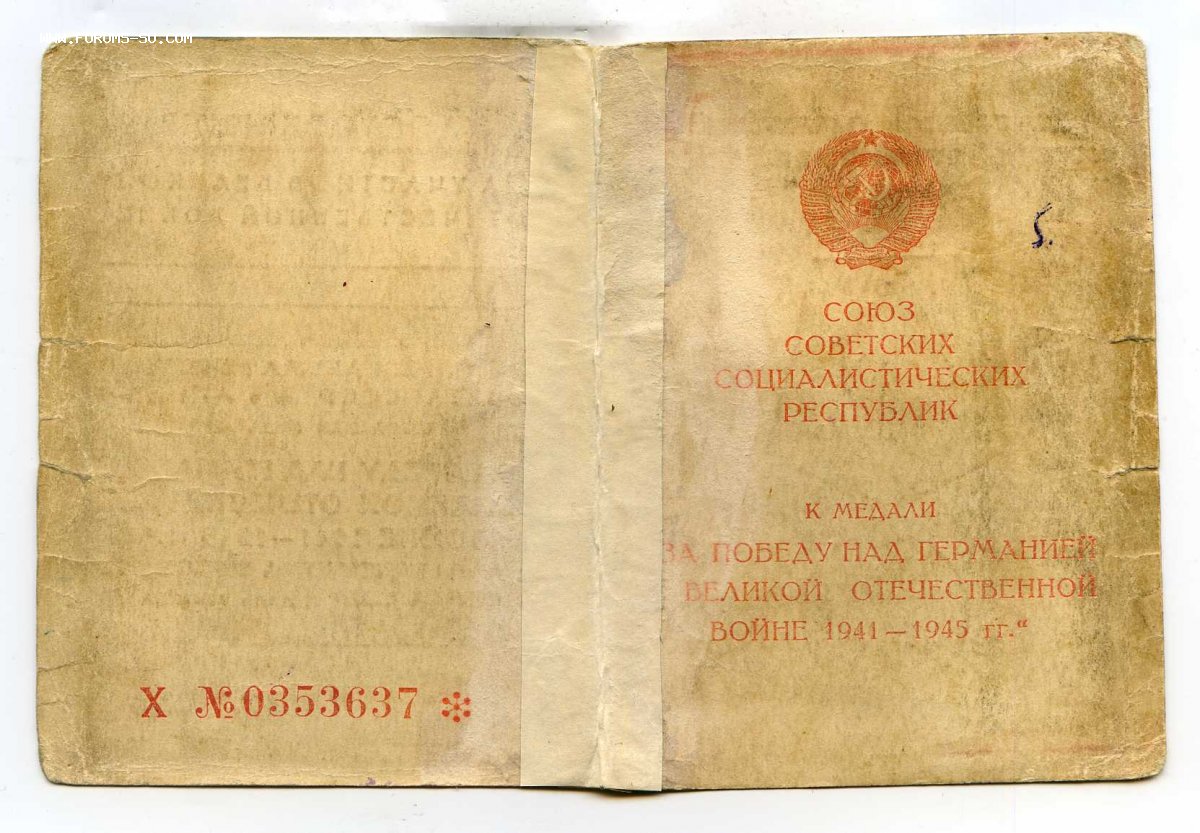 WWW.FORUMS-SU.COM
Х №0353637
СОЮЗ
СОВЕТСКИХ
СОЦИАЛИСТИЧЕСКИХ
РЕСПУБЛИК
К МЕДАЛИ
ЗА ПОБЕДУ НАД ГЕРМАНИЕЙ
ВЕЛИКОЙ ОТЕЧЕСТВЕННОЙ
ВОЙНЕ 1941—1945 гг.“